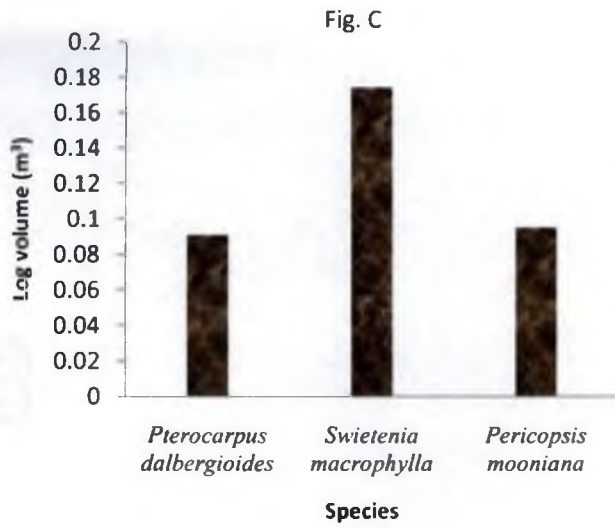 Fig. C
Log volume (m³)
0.2
0.18
0.16
0.14
0.12
0.1
0.08
0.06
0.04
0.02
0
Pterocarpus dalbergioides
Swietenia macrophylla
Pericopsis mooniana
Species